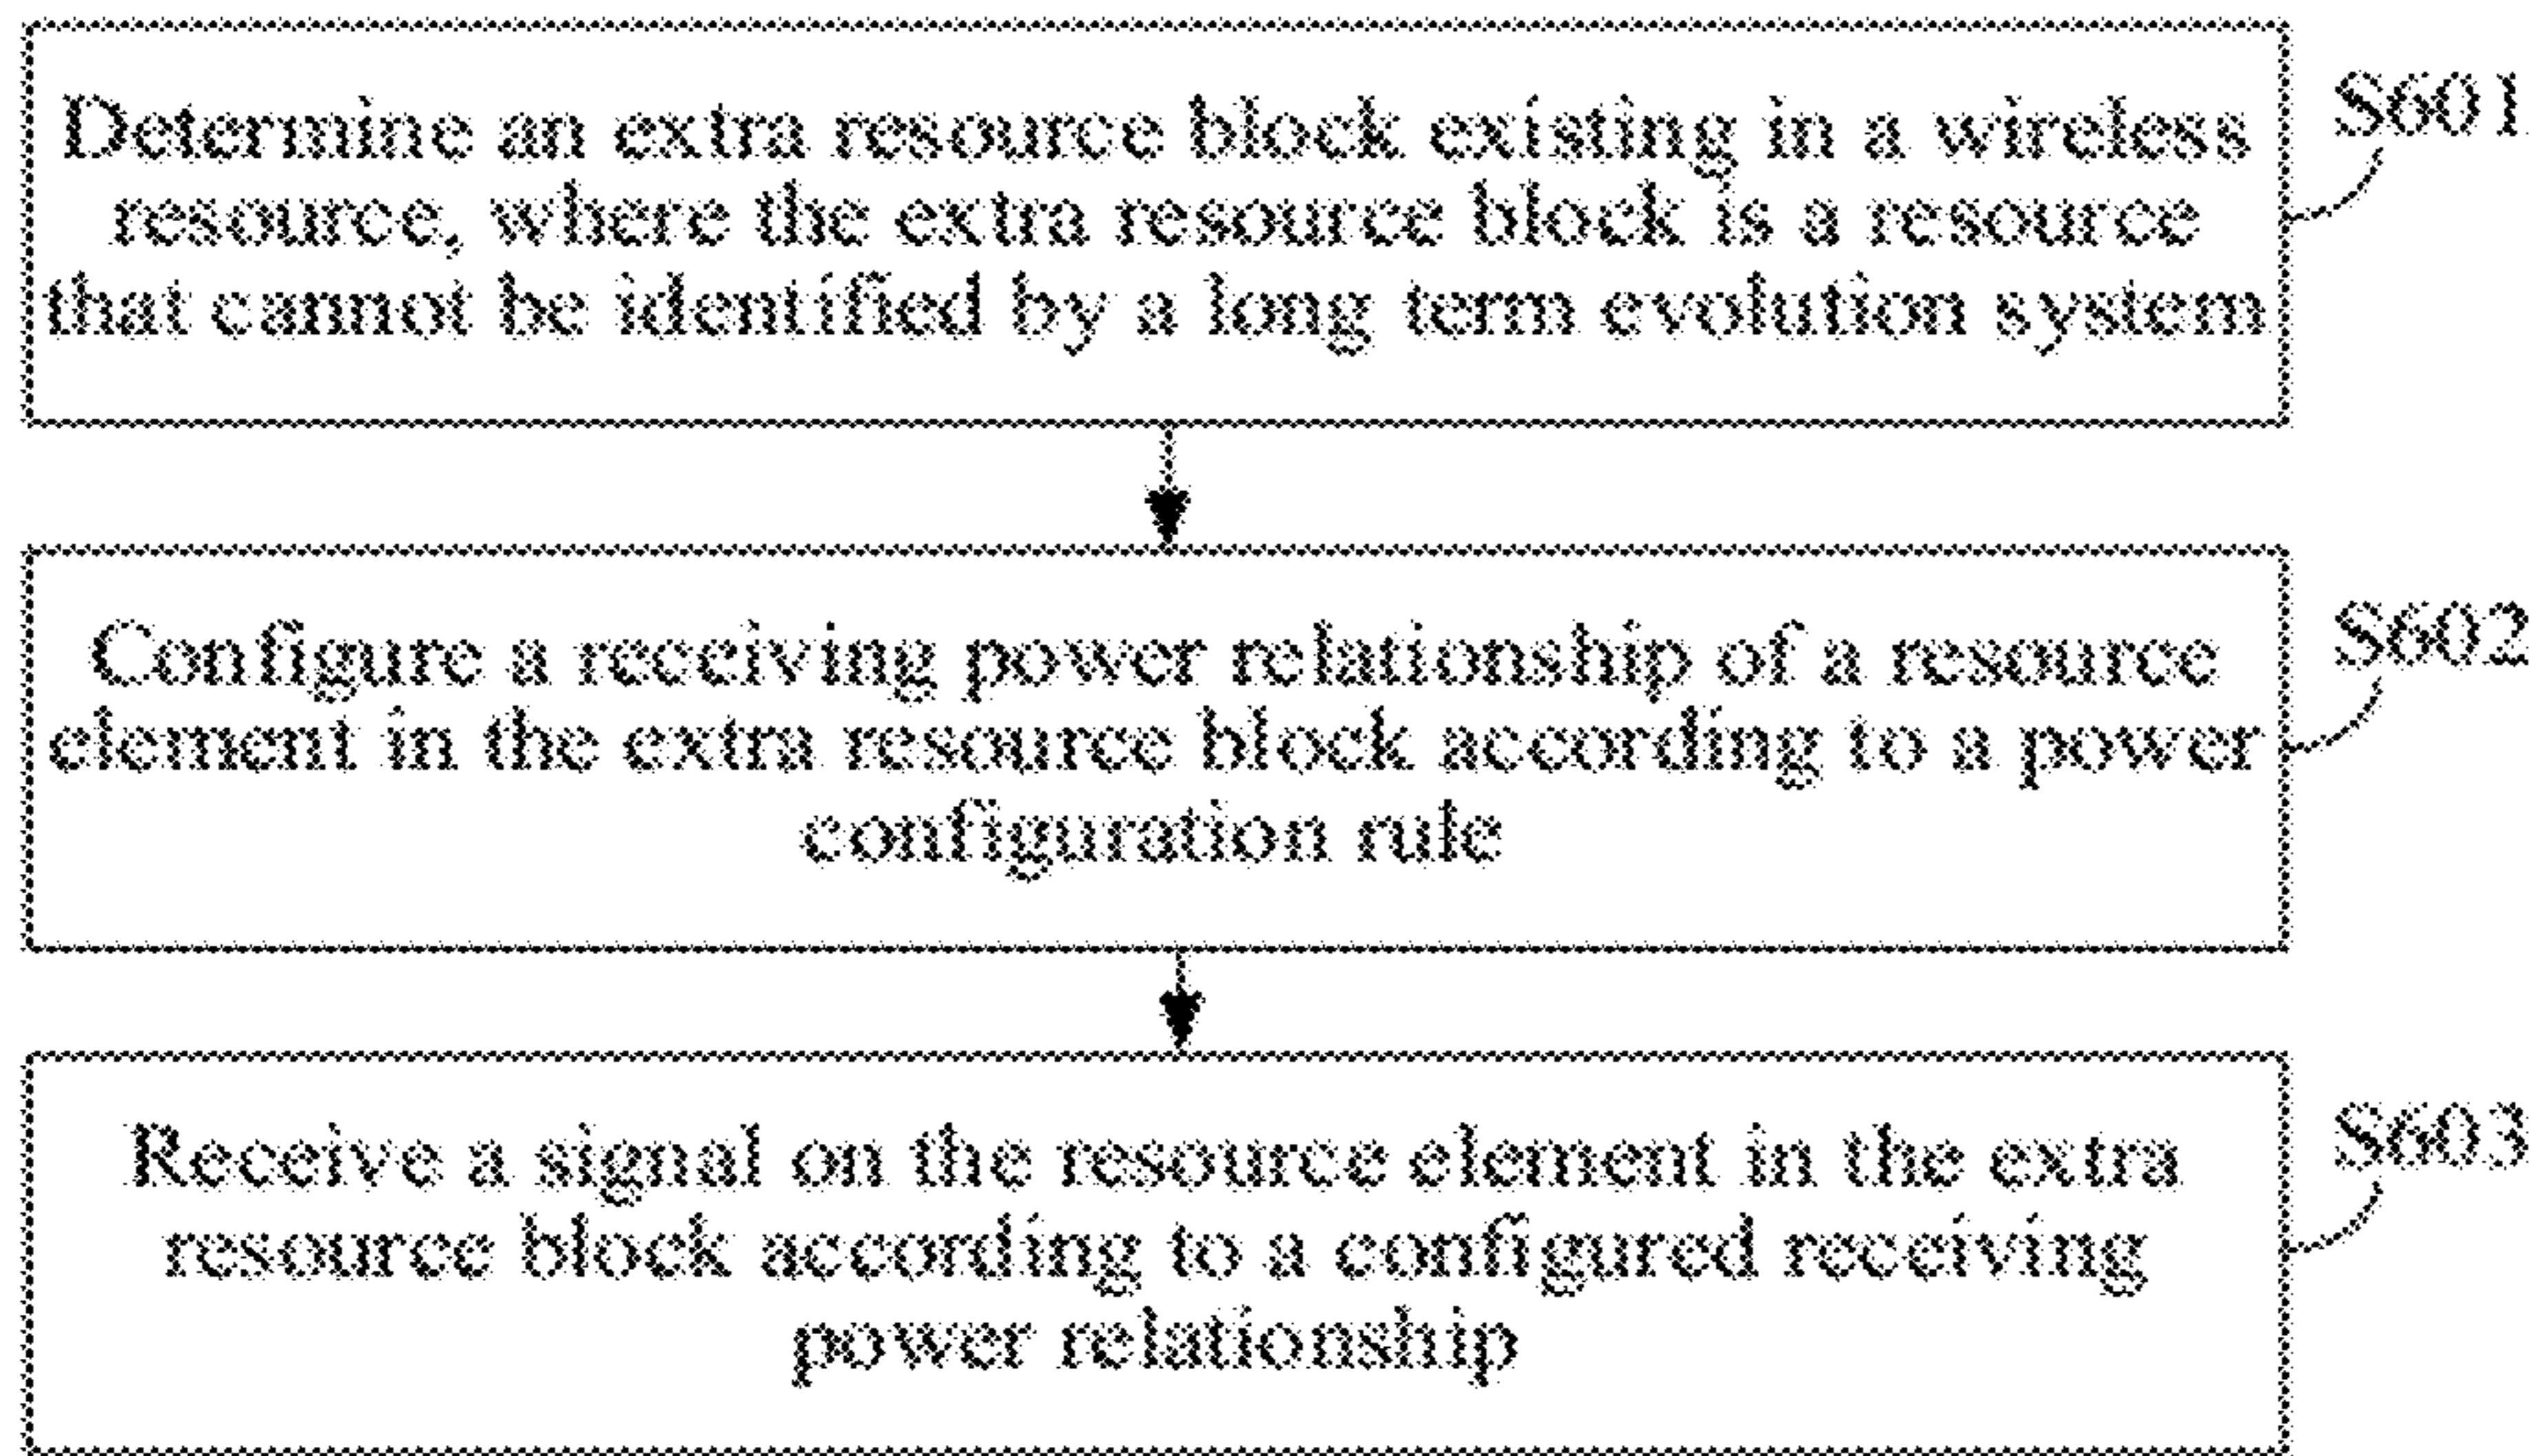 Determine an extra resource block existing in a wireless
resource, where the extra resource block is a resource
that cannot be identified by a long term evolution system
S601
Configure a receiving power relationship of a resource
element in the extra resource block according to a power
configuration rule
S602
Receive a signal on the resource element in the extra
resource block according to a configured receiving
power relationship
S603